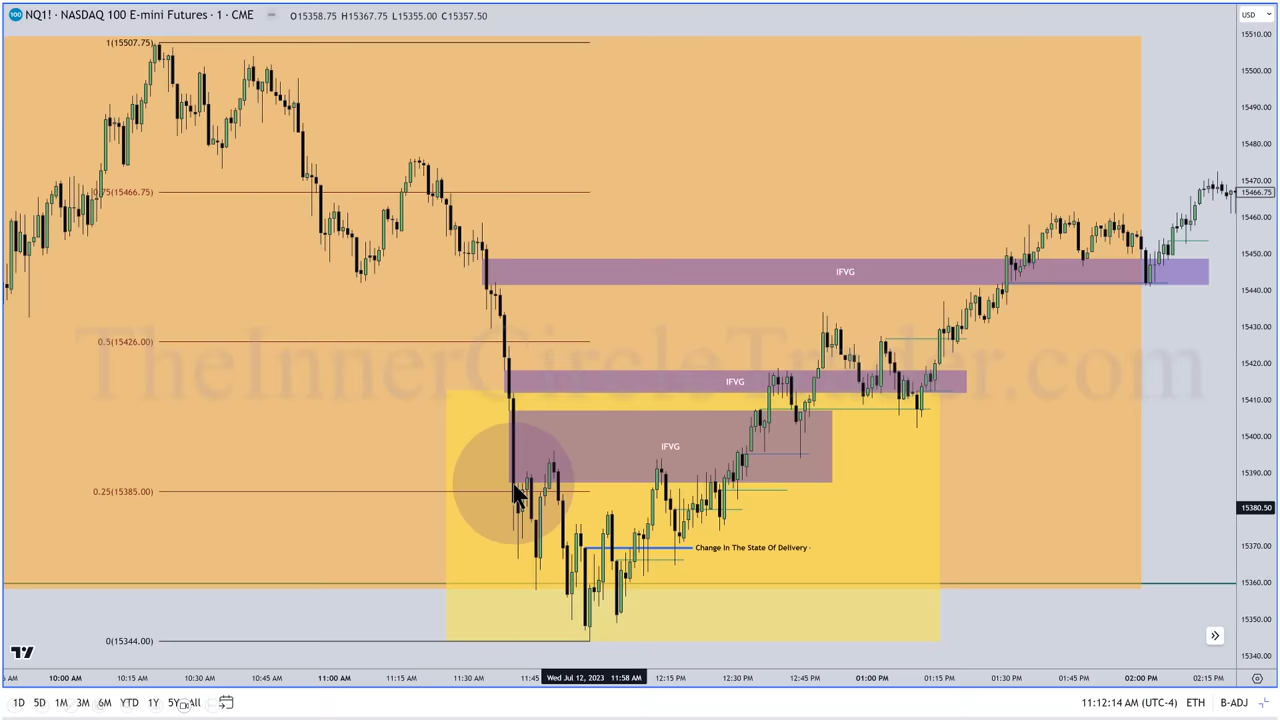 NQ1! · NASDAQ 100 E-mini Futures · 1 · CME O15358.75 H15367.75 L15355.00 C15357.50
USD
15510.00
1(15507.75)
15500.00
15490.00
15480.00
15470.00
0.75(15466.75)
15466.75
15460.00
15450.00
IFVG
15440.00
0.5(15426.00)
15430.00
TheInnerCircleTrader.com
15420.00
IFVG
15410.00
15400.00
IFVG
15390.00
0.25(15385.00)
15380.50
15370.00
Change In The State Of Delivery
15360.00
15350.00
0(15344.00)
15340.00
AM 10:00 AM 10:15 AM 10:30 AM 10:45 AM 11:00 AM 11:15 AM 11:30 AM 11:45 Wed Jul 12, 2023 11:58 AM 12:15 PM 12:30 PM 12:45 PM 01:00 PM 01:15 PM 01:30 PM 01:45 PM 02:00 PM 02:15 PM
1D 5D 1M 3M 6M YTD 1Y 5Y All 11:12:14 AM (UTC-4) ETH B-ADJ